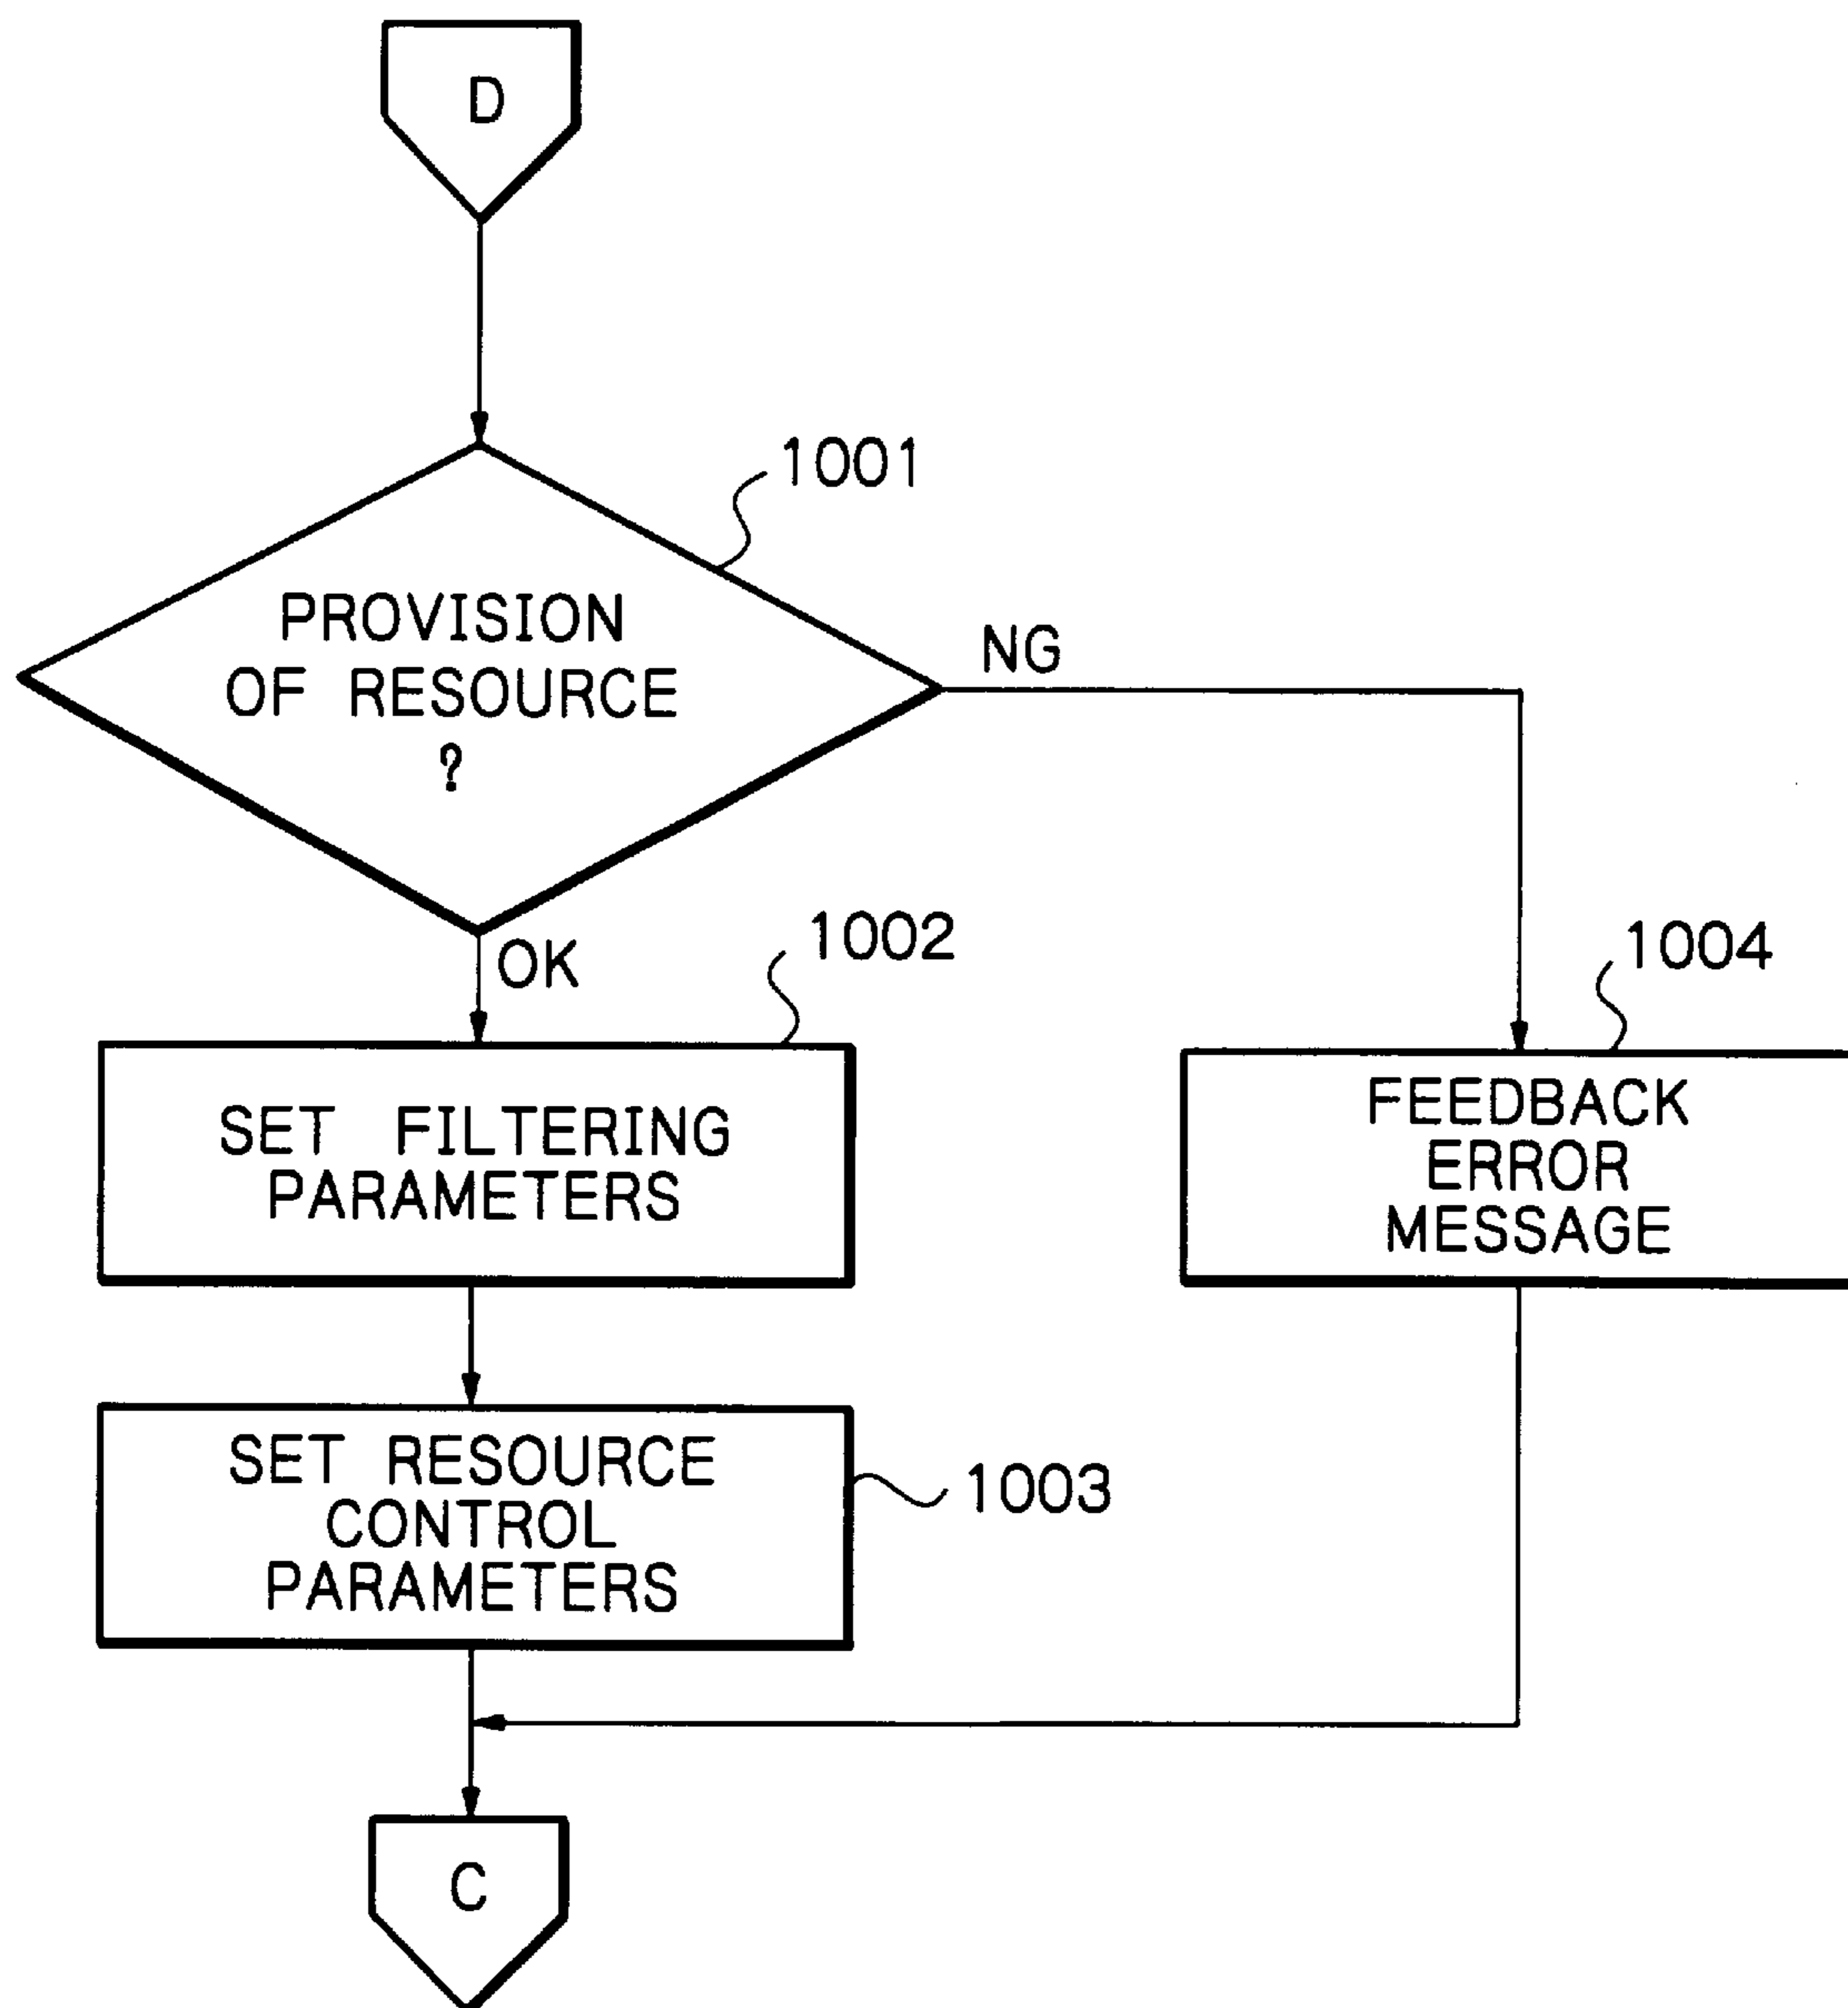 D
1001
PROVISION
OF RESOURCE
?
NG
OK
1002
1004
SET FILTERING
PARAMETERS
FEEDBACK
ERROR
MESSAGE
SET RESOURCE
CONTROL
PARAMETERS
1003
C